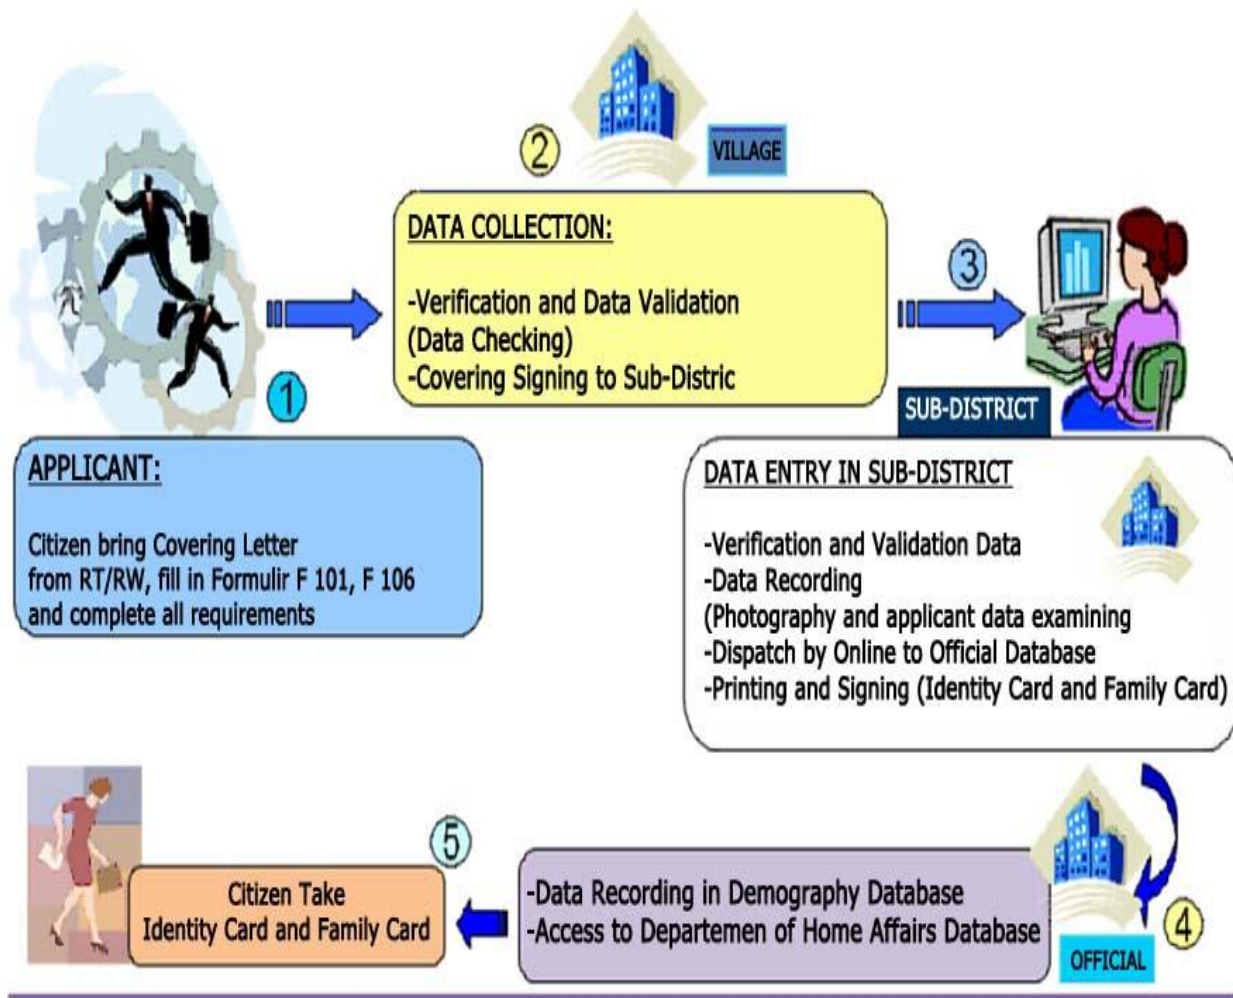 2
VILLAGE
DATA COLLECTION:
-Verification and Data Validation
(Data Checking)
-Covering Signing to Sub-Distric
1
APPLICANT:
Citizen bring Covering Letter
from RT/RW, fill in Formulir F 101, F 106
and complete all requirements
3
SUB-DISTRICT
DATA ENTRY IN SUB-DISTRICT
-Verification and Validation Data
-Data Recording
(Photography and applicant data examining
-Dispatch by Online to Official Database
-Printing and Signing (Identity Card and Family Card)
4
OFFICIAL
-Data Recording in Demography Database
-Access to Departemen of Home Affairs Database
5
Citizen Take
Identity Card and Family Card